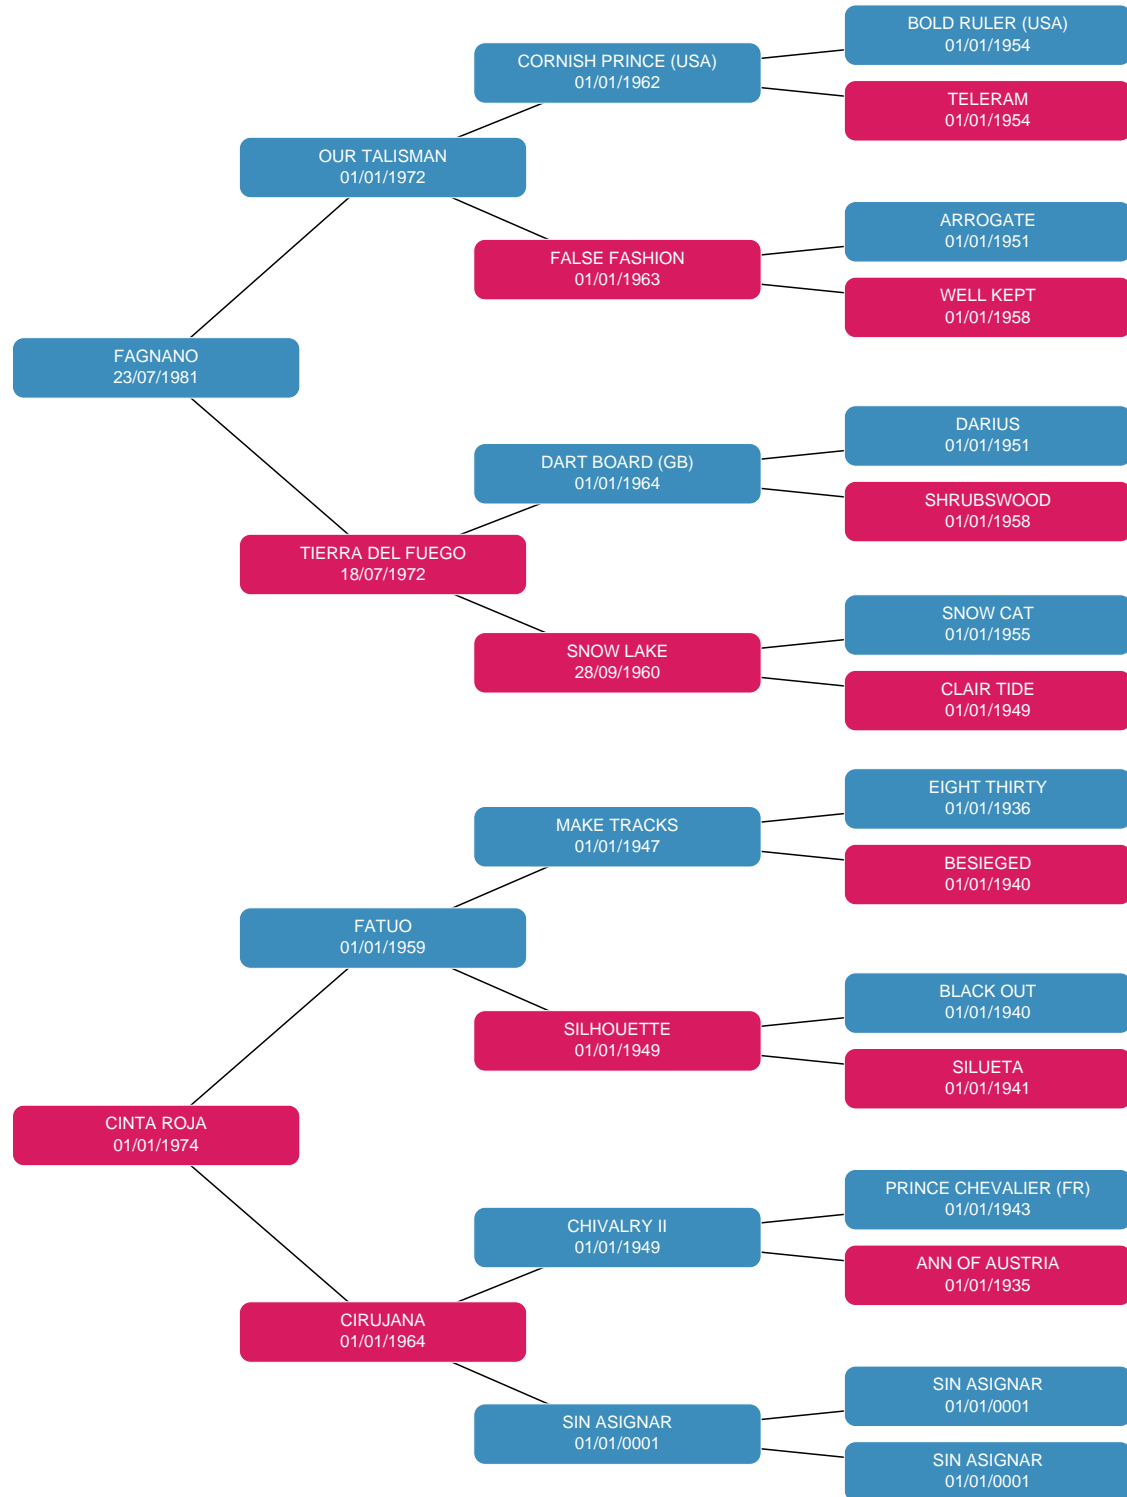 BOLD RULER (USA)
01/01/1954
CORNISH PRINCE (USA)
01/01/1962
TELERAM
01/01/1954
OUR TALISMAN
01/01/1972
ARROGATE
01/01/1951
FALSE FASHION
01/01/1963
WELL KEPT
01/01/1958
FAGNANO
23/07/1981
DARIUS
01/01/1951
DART BOARD (GB)
01/01/1964
SHRUBSWOOD
01/01/1958
TIERRA DEL FUEGO
18/07/1972
SNOW CAT
01/01/1955
SNOW LAKE
28/09/1960
CLAIR TIDE
01/01/1949
EIGHT THIRTY
01/01/1936
MAKE TRACKS
01/01/1947
BESIEGED
01/01/1940
FATUO
01/01/1959
BLACK OUT
01/01/1940
SILHOUETTE
01/01/1949
SILUETA
01/01/1941
CINTA ROJA
01/01/1974
PRINCE CHEVALIER (FR)
01/01/1943
CHIVALRY II
01/01/1949
ANN OF AUSTRIA
01/01/1935
CIRUJANA
01/01/1964
SIN ASIGNAR
01/01/0001
SIN ASIGNAR
01/01/0001
SIN ASIGNAR
01/01/0001